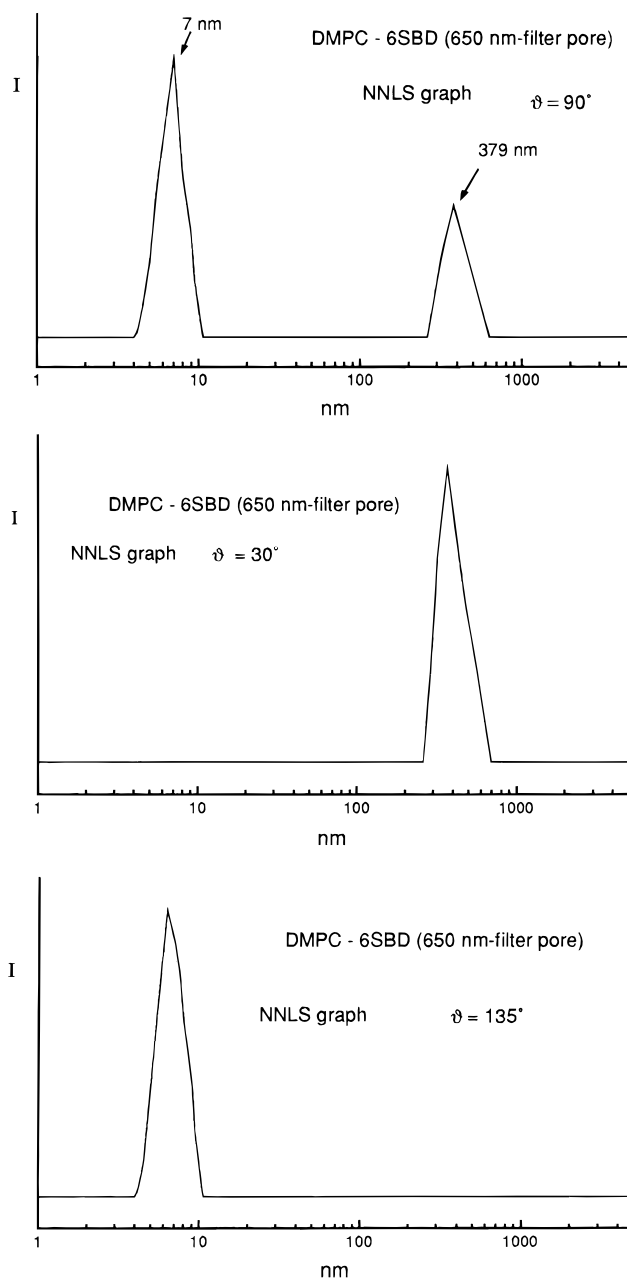 7 nm
DMPC - 6SBD (650 nm-filter pore)
I
NNLS graph ϑ = 90°
379 nm
1 10 100 1000
nm
DMPC - 6SBD (650 nm-filter pore)
I
NNLS graph ϑ = 30°
1 10 100 1000
nm
DMPC - 6SBD (650 nm-filter pore)
I
NNLS graph ϑ = 135°
1 10 100 1000
nm